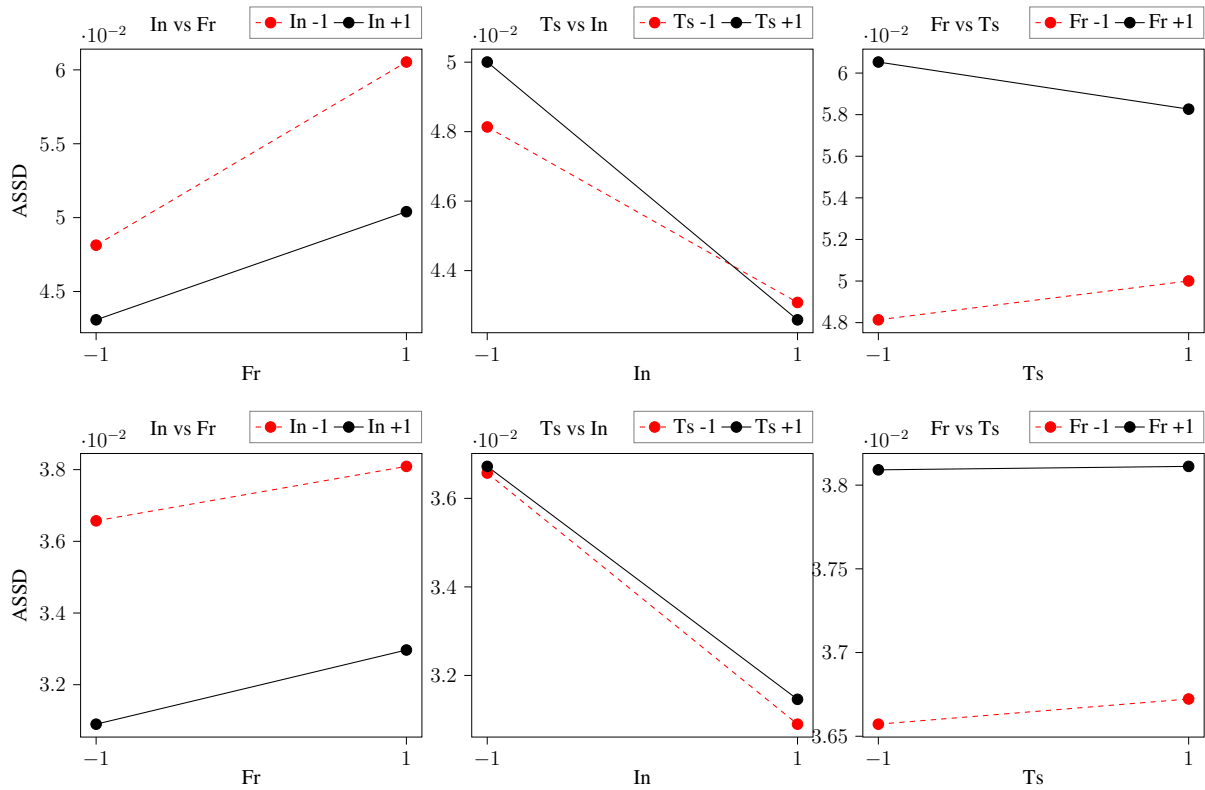 In vs Fr
In -1 In +1
·10−2
6
5.5
5
4.5
ASSD
−1 1
Fr
Ts vs In
Ts -1 Ts +1
·10−2
5
4.8
4.6
4.4
−1 1
In
Fr vs Ts
Fr -1 Fr +1
·10−2
6
5.8
5.6
5.4
5.2
5
4.8
−1 1
Ts
In vs Fr
In -1 In +1
·10−2
3.8
3.6
3.4
3.2
ASSD
−1 1
Fr
Ts vs In
Ts -1 Ts +1
·10−2
3.6
3.4
3.2
−1 1
In
Fr vs Ts
Fr -1 Fr +1
·10−2
3.8
3.75
3.7
3.65
−1 1
Ts